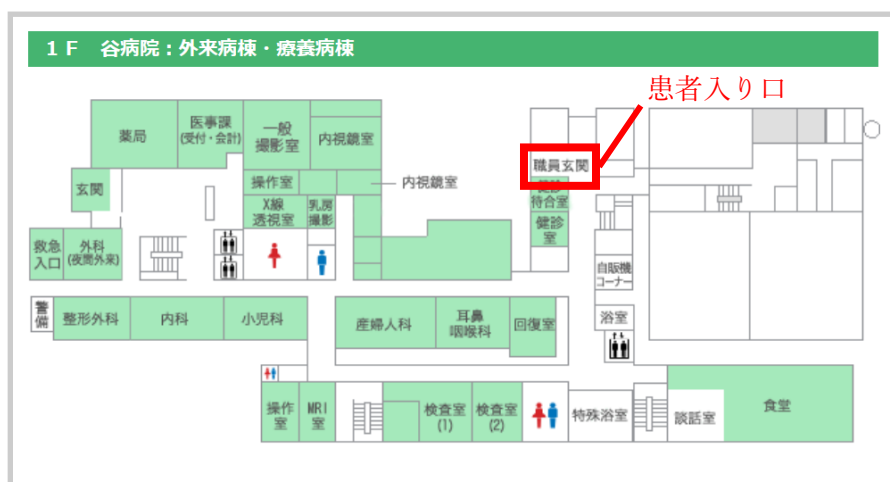 1F 谷病院：外来病棟・療養病棟
患者入り口
薬局
医事課
(受付・会計)
一般
撮影室
内視鏡室
職員玄関
玄関
操作室
内視鏡室
健診
待合室
X線
透視室
乳房
撮影
健診
室
救急
入口
外科
(夜間外来)
自販機
コーナー
警
備
整形外科
内科
小児科
産婦人科
耳鼻
咽喉科
回復室
浴室
操作
室
MRI
室
検査室
(1)
検査室
(2)
特殊浴室
談話室
食堂